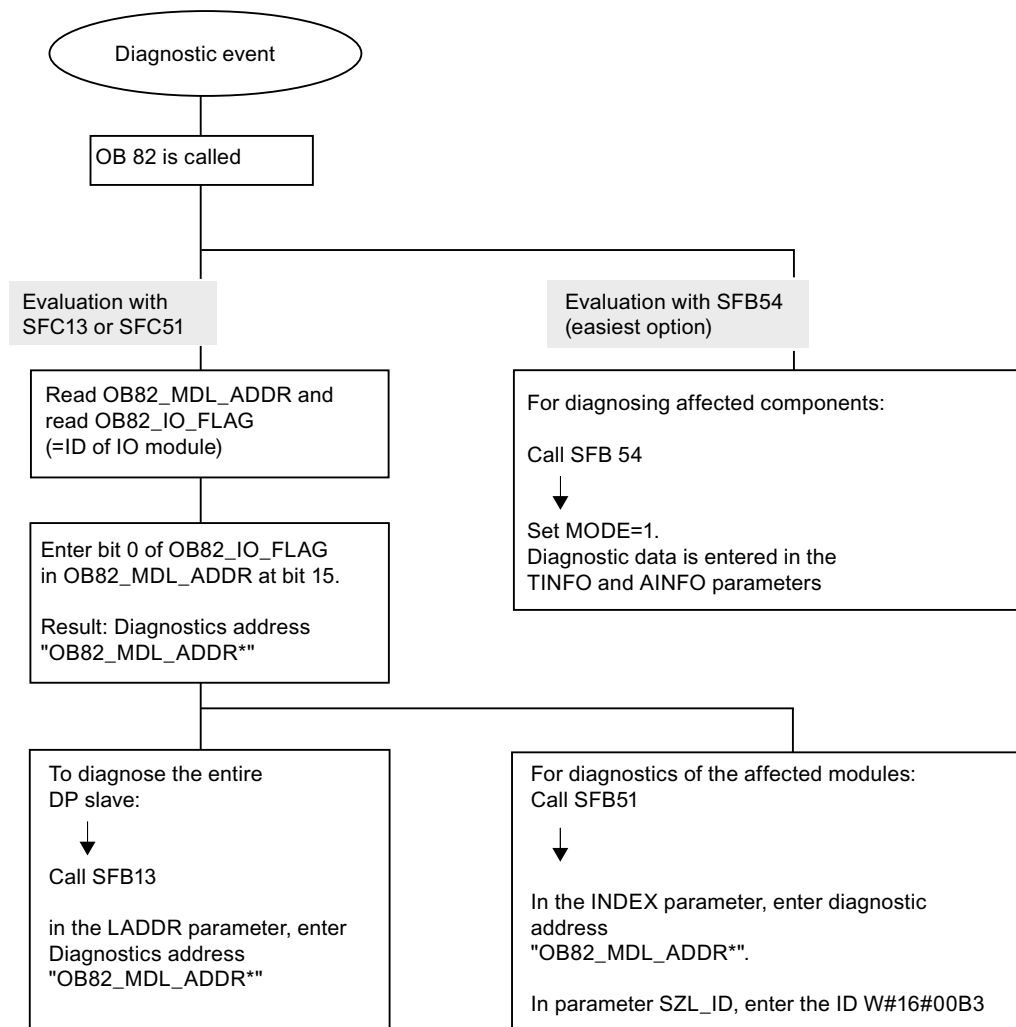 Diagnostic event
OB 82 is called
Evaluation with
SFC13 or SFC51
Evaluation with SFB54
(easiest option)
Read OB82_MDL_ADDR and
read OB82_IO_FLAG
(=ID of IO module)
For diagnosing affected components:
Call SFB 54
Set MODE=1.
Diagnostic data is entered in the
TINFO and AINFO parameters
Enter bit 0 of OB82_IO_FLAG
in OB82_MDL_ADDR at bit 15.
Result: Diagnostics address
"OB82_MDL_ADDR*"
To diagnose the entire
DP slave:
Call SFB13
in the LADDR parameter, enter
Diagnostics address
"OB82_MDL_ADDR*"
For diagnostics of the affected modules:
Call SFB51
In the INDEX parameter, enter diagnostic
address
"OB82_MDL_ADDR*".
In parameter SZL_ID, enter the ID W#16#00B3